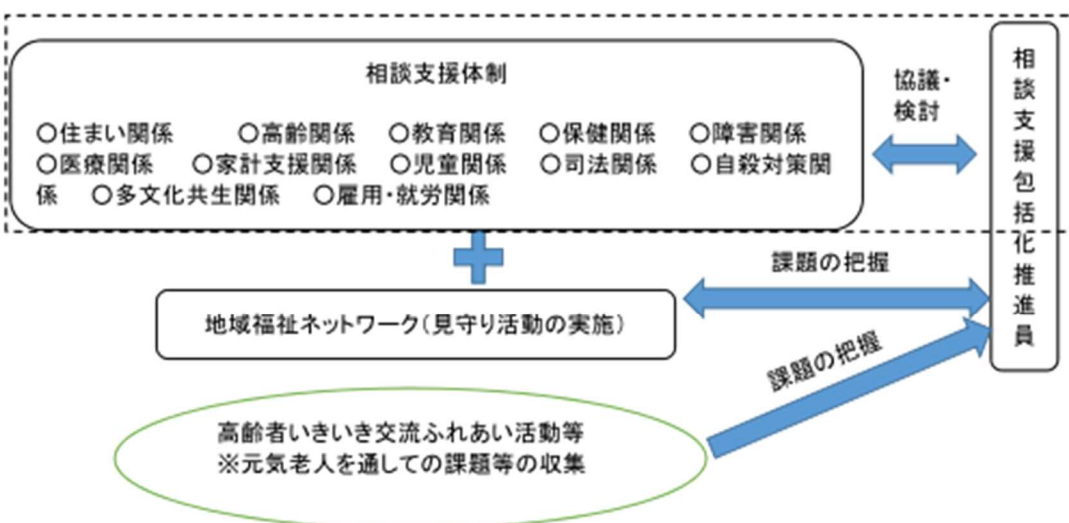 相談支援体制
○住まい関係　○高齢関係　○教育関係　○保健関係　○障害関係
○医療関係　○家計支援関係　○児童関係　○司法関係　○自殺対策関
係　○多文化共生関係　○雇用・就労関係
協議・
検討
相談支援包括化推進員
課題の把握
地域福祉ネットワーク（見守り活動の実施）
課題の把握
高齢者いきいき交流ふれあい活動等
※元気老人を通しての課題等の収集